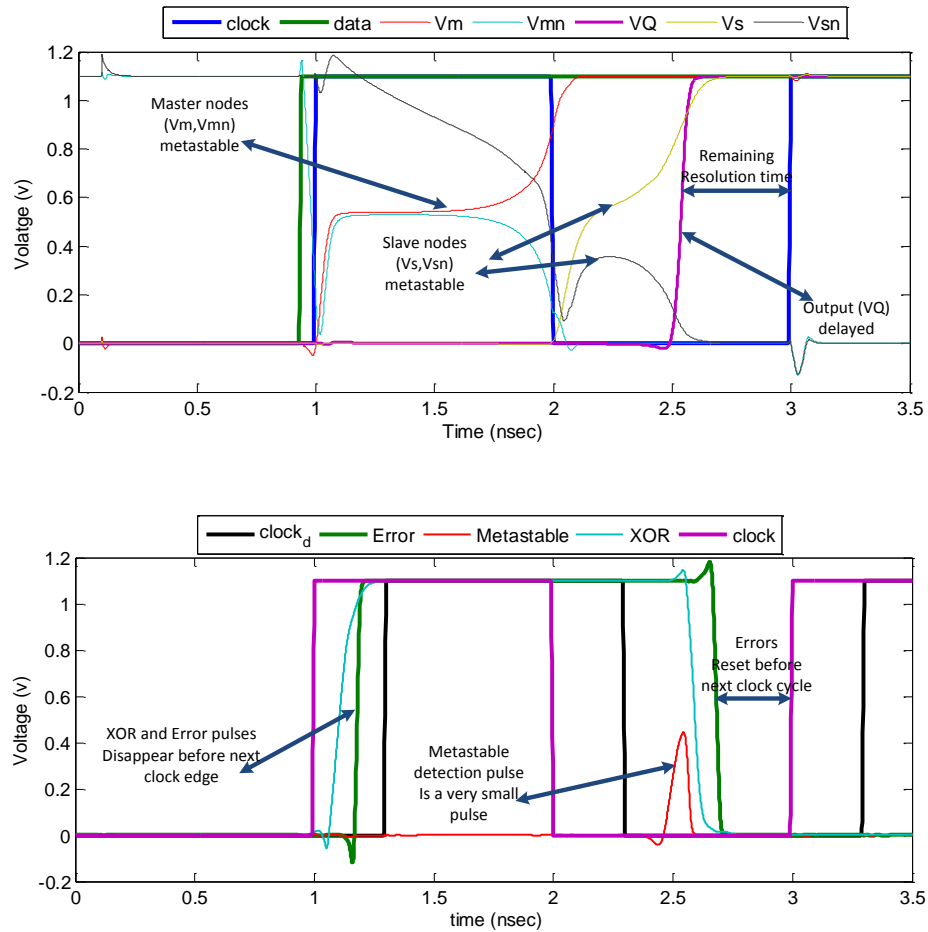 clock data Vm Vmn VQ Vs Vsn
1.2
1
0.8
0.6
0.4
0.2
0
-0.2
Volatge (v)
Master nodes
(Vm,Vmn)
metastable
Slave nodes
(Vs,Vsn)
metastable
Remaining
Resolution time
Output (VQ)
delayed
0 0.5 1 1.5 2 2.5 3 3.5
Time (nsec)
clock_d Error Metastable XOR clock
1.2
1
0.8
0.6
0.4
0.2
0
-0.2
Voltage (v)
XOR and Error pulses
Disappear before next
clock edge
Metastable
detection pulse
Is a very small
pulse
Errors
Reset before
next clock cycle
0 0.5 1 1.5 2 2.5 3 3.5
time (nsec)